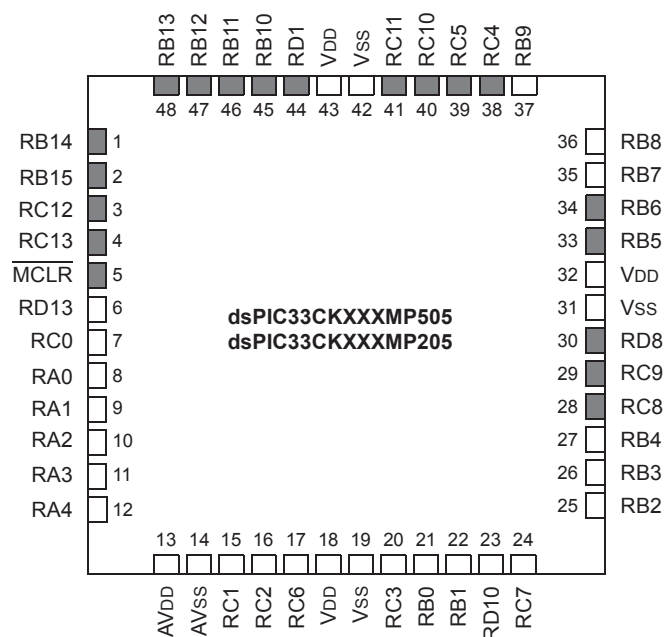 RB13 RB12 RB11 RB10 RD1 VDD VSS RC11 RC10 RC5 RC4 RB9
48 47 46 45 44 43 42 41 40 39 38 37
RB14 1
RB15 2
RC12 3
RC13 4
MCLR 5
RD13 6
RC0 7
RA0 8
RA1 9
RA2 10
RA3 11
RA4 12
dsPIC33CKXXXMP505
dsPIC33CKXXXMP205
36 RB8
35 RB7
34 RB6
33 RB5
32 VDD
31 VSS
30 RD8
29 RC9
28 RC8
27 RB4
26 RB3
25 RB2
13 14 15 16 17 18 19 20 21 22 23 24
AVDD AVSS RC1 RC2 RC6 VDD VSS RC3 RB0 RB1 RD10 RC7